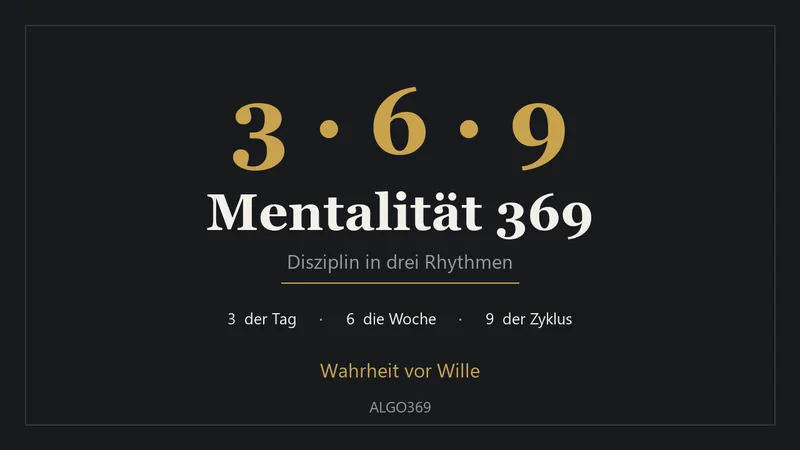 3 · 6 · 9
Mentalität 369
Disziplin in drei Rhythmen
3 der Tag · 6 die Woche · 9 der Zyklus
Wahrheit vor Wille
ALGO369